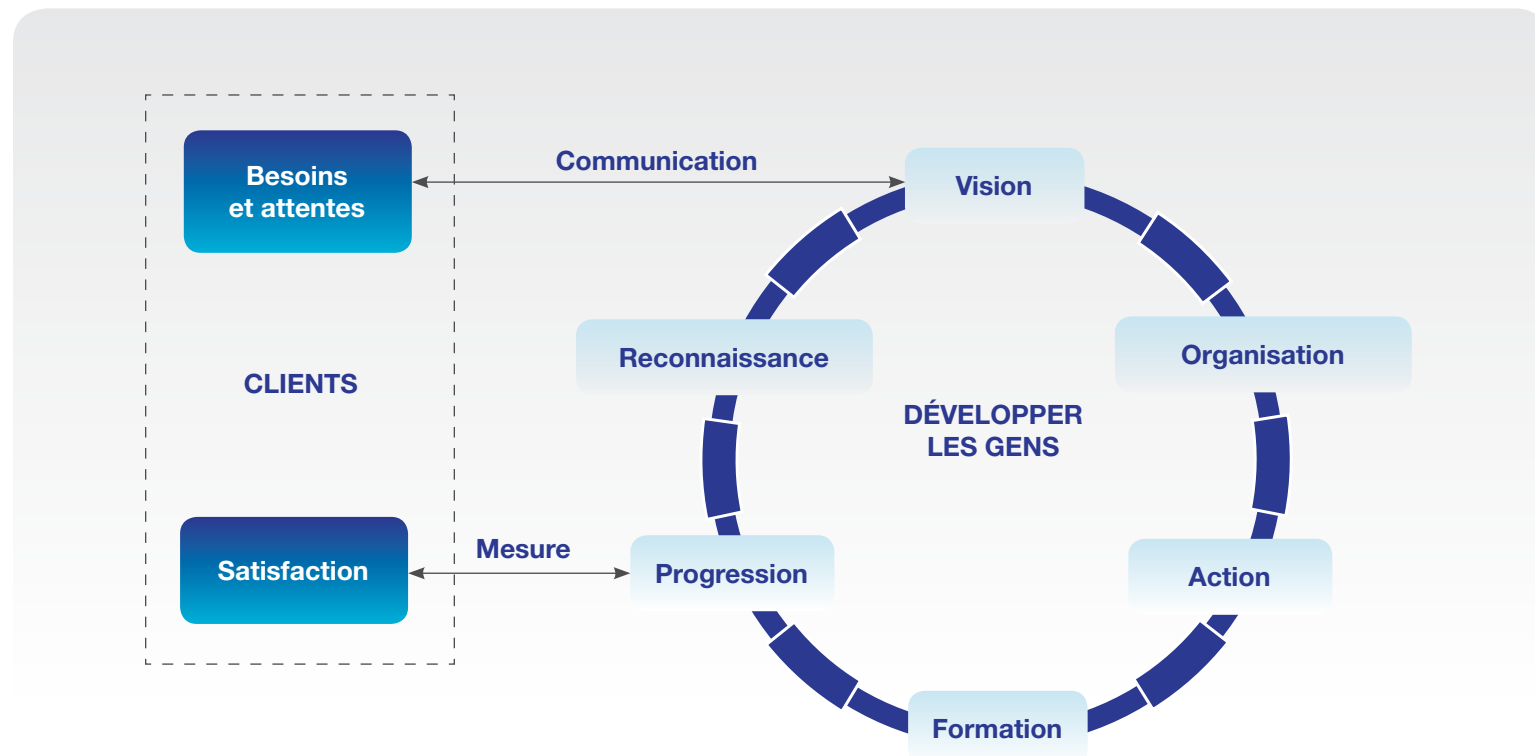 Besoins
et attentes
Communication
Vision
Reconnaissance
Organisation
CLIENTS
DÉVELOPPER
LES GENS
Satisfaction
Mesure
Progression
Action
Formation